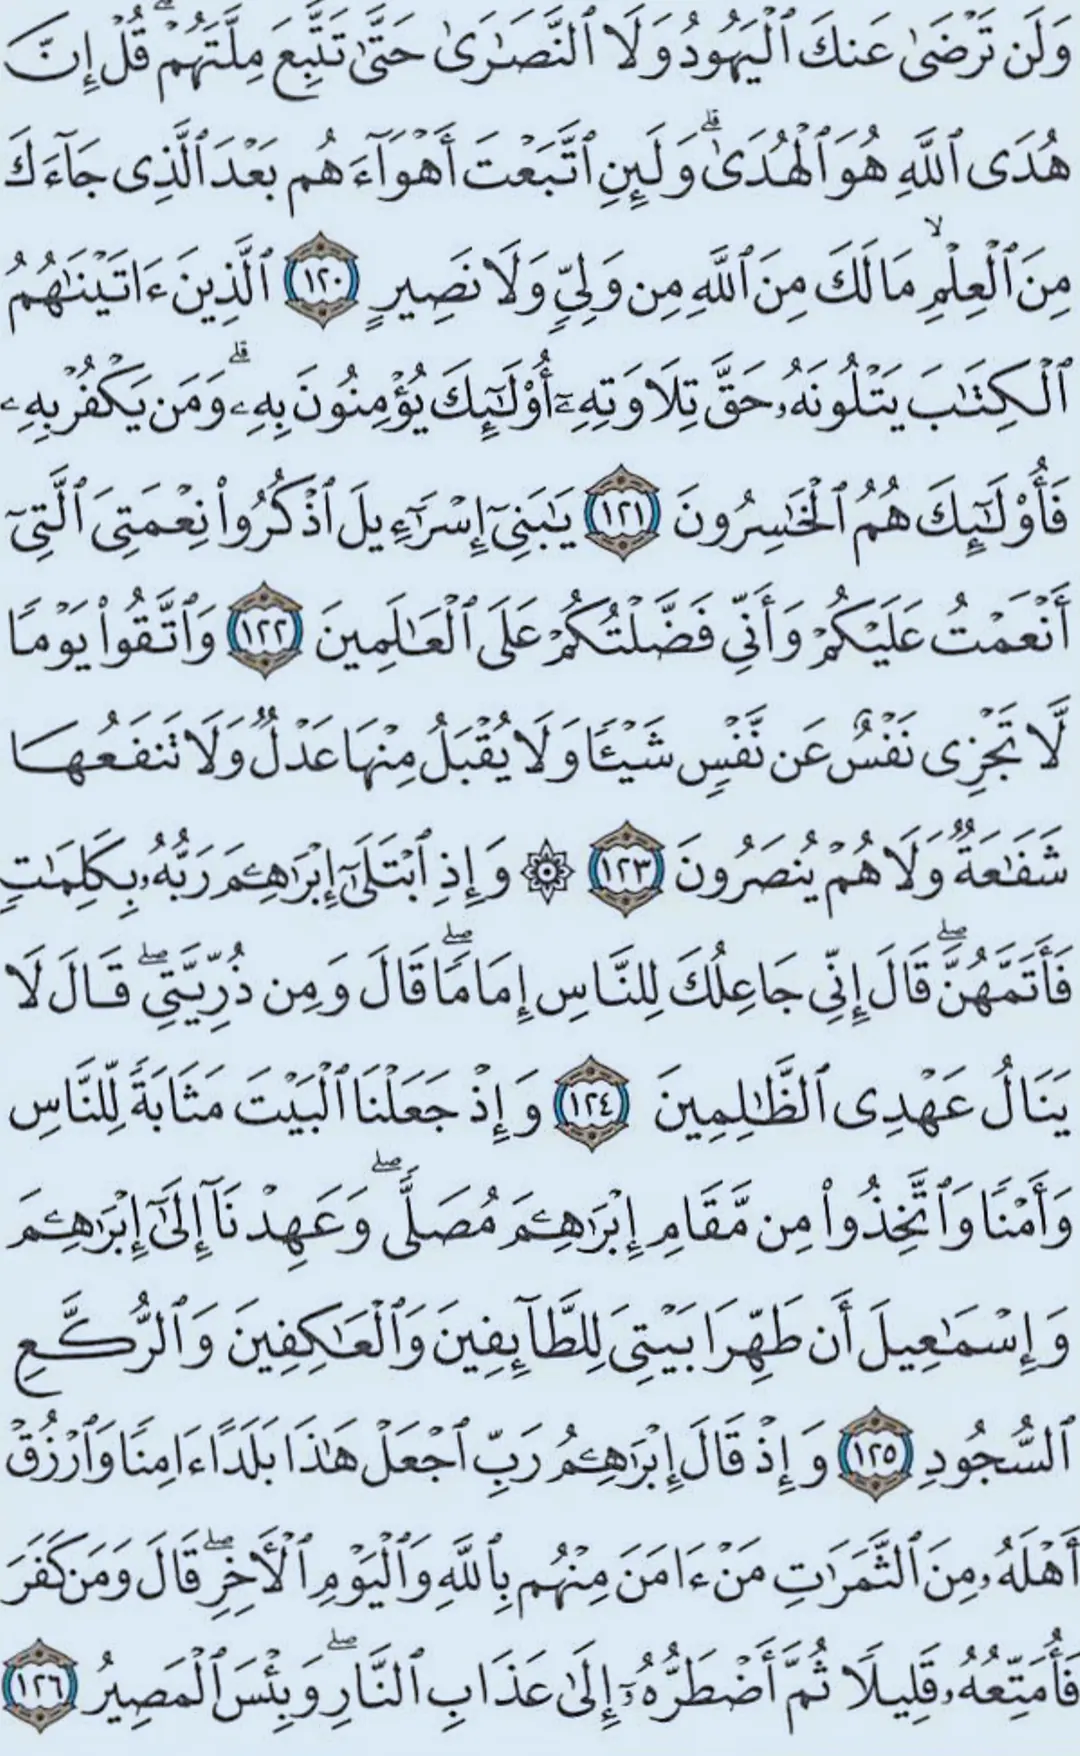 وَلَن تَرْضَىٰ عَنكَ ٱلْيَهُودُ وَلَا ٱلنَّصَٰرَىٰ حَتَّىٰ تَتَّبِعَ مِلَّتَهُمْ ۗ قُلْ إِنَّ
هُدَى ٱللَّهِ هُوَ ٱلْهُدَىٰ ۗ وَلَئِنِ ٱتَّبَعْتَ أَهْوَآءَهُم بَعْدَ ٱلَّذِى جَآءَكَ
مِنَ ٱلْعِلْمِ ۙ مَا لَكَ مِنَ ٱللَّهِ مِن وَلِىٍّ وَلَا نَصِيرٍ ١٢٠ ٱلَّذِينَ ءَاتَيْنَٰهُمُ
ٱلْكِتَٰبَ يَتْلُونَهُۥ حَقَّ تِلَاوَتِهِۦٓ أُو۟لَٰٓئِكَ يُؤْمِنُونَ بِهِۦ ۗ وَمَن يَكْفُرْ بِهِۦ
فَأُو۟لَٰٓئِكَ هُمُ ٱلْخَٰسِرُونَ ١٢١ يَٰبَنِىٓ إِسْرَٰٓءِيلَ ٱذْكُرُوا۟ نِعْمَتِىَ ٱلَّتِىٓ
أَنْعَمْتُ عَلَيْكُمْ وَأَنِّى فَضَّلْتُكُمْ عَلَى ٱلْعَٰلَمِينَ ١٢٢ وَٱتَّقُوا۟ يَوْمًا
لَّا تَجْزِى نَفْسٌ عَن نَّفْسٍ شَيْـًٔا وَلَا يُقْبَلُ مِنْهَا عَدْلٌ وَلَا تَنفَعُهَا
شَفَٰعَةٌ وَلَا هُمْ يُنصَرُونَ ١٢٣ ۞ وَإِذِ ٱبْتَلَىٰٓ إِبْرَٰهِـۧمَ رَبُّهُۥ بِكَلِمَٰتٍ
فَأَتَمَّهُنَّ ۖ قَالَ إِنِّى جَاعِلُكَ لِلنَّاسِ إِمَامًا ۖ قَالَ وَمِن ذُرِّيَّتِى ۖ قَالَ لَا
يَنَالُ عَهْدِى ٱلظَّٰلِمِينَ ١٢٤ وَإِذْ جَعَلْنَا ٱلْبَيْتَ مَثَابَةً لِّلنَّاسِ
وَأَمْنًا وَٱتَّخِذُوا۟ مِن مَّقَامِ إِبْرَٰهِـۧمَ مُصَلًّى ۖ وَعَهِدْنَآ إِلَىٰٓ إِبْرَٰهِـۧمَ
وَإِسْمَٰعِيلَ أَن طَهِّرَا بَيْتِىَ لِلطَّآئِفِينَ وَٱلْعَٰكِفِينَ وَٱلرُّكَّعِ
ٱلسُّجُودِ ١٢٥ وَإِذْ قَالَ إِبْرَٰهِـۧمُ رَبِّ ٱجْعَلْ هَٰذَا بَلَدًا ءَامِنًا وَٱرْزُقْ
أَهْلَهُۥ مِنَ ٱلثَّمَرَٰتِ مَنْ ءَامَنَ مِنْهُم بِٱللَّهِ وَٱلْيَوْمِ ٱلْأَخِرِ ۖ قَالَ وَمَن كَفَرَ
فَأُمَتِّعُهُۥ قَلِيلًا ثُمَّ أَضْطَرُّهُۥٓ إِلَىٰ عَذَابِ ٱلنَّارِ ۖ وَبِئْسَ ٱلْمَصِيرُ ١٢٦